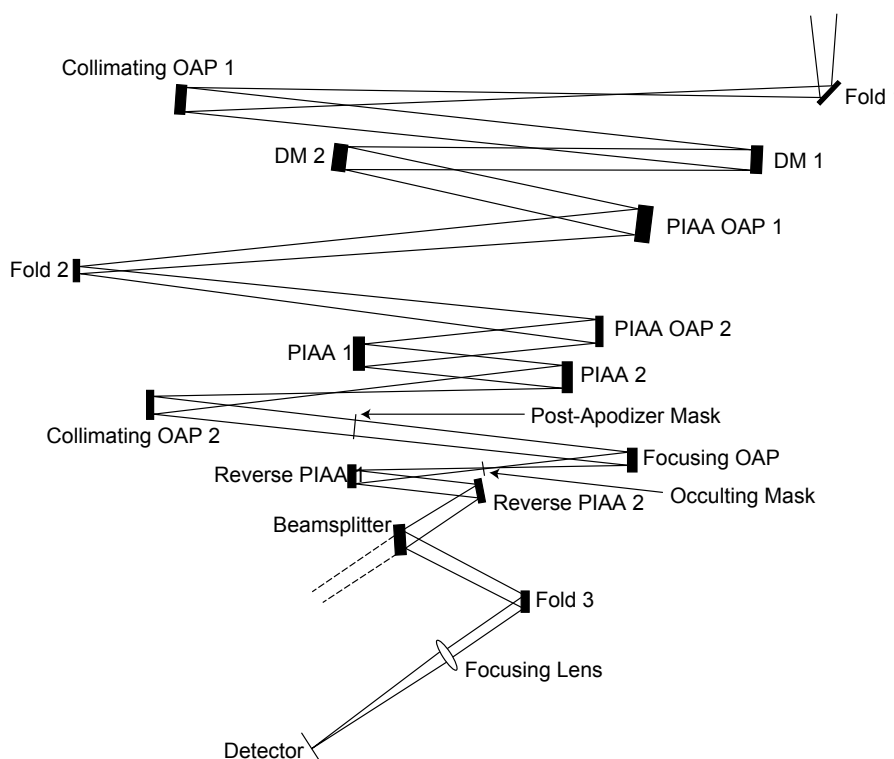 Collimating OAP 1
Fold
DM 2
DM 1
PIAA OAP 1
Fold 2
PIAA OAP 2
PIAA 1
PIAA 2
Post-Apodizer Mask
Collimating OAP 2
Focusing OAP
Reverse PIAA 1
Occulting Mask
Reverse PIAA 2
Beamsplitter
Fold 3
Focusing Lens
Detector